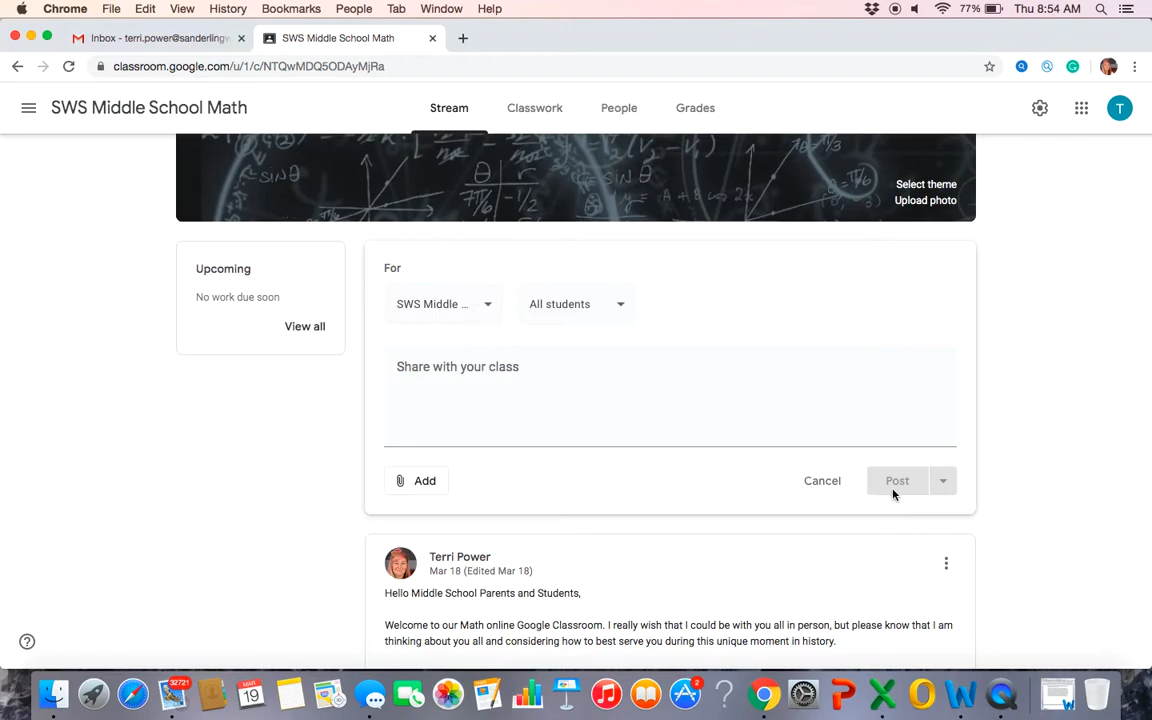 Chrome File Edit View History Bookmarks People Tab Window Help 77% Thu 8:54 AM
Inbox - terri.power@sanderlingw
SWS Middle School Math
classroom.google.com/u/1/c/NTQwMDQ5ODAyMjRa
SWS Middle School Math
Stream Classwork People Grades
T
Select theme
Upload photo
Upcoming
No work due soon
View all
For
SWS Middle ...
All students
Share with your class
Add
Cancel
Post
Terri Power
Mar 18 (Edited Mar 18)
Hello Middle School Parents and Students,
Welcome to our Math online Google Classroom. I really wish that I could be with you all in person, but please know that I am
thinking about you all and considering how to best serve you during this unique moment in history.
32721
MAR
19
2